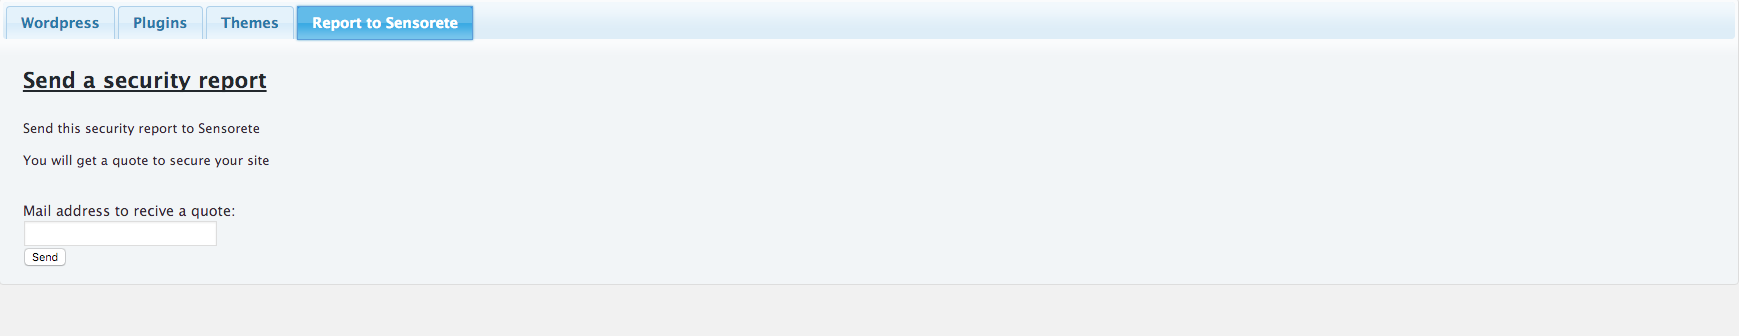 Wordpress Plugins Themes Report to Sensorete
Send a security report
Send this security report to Sensorete
You will get a quote to secure your site
Mail address to recive a quote:
Send